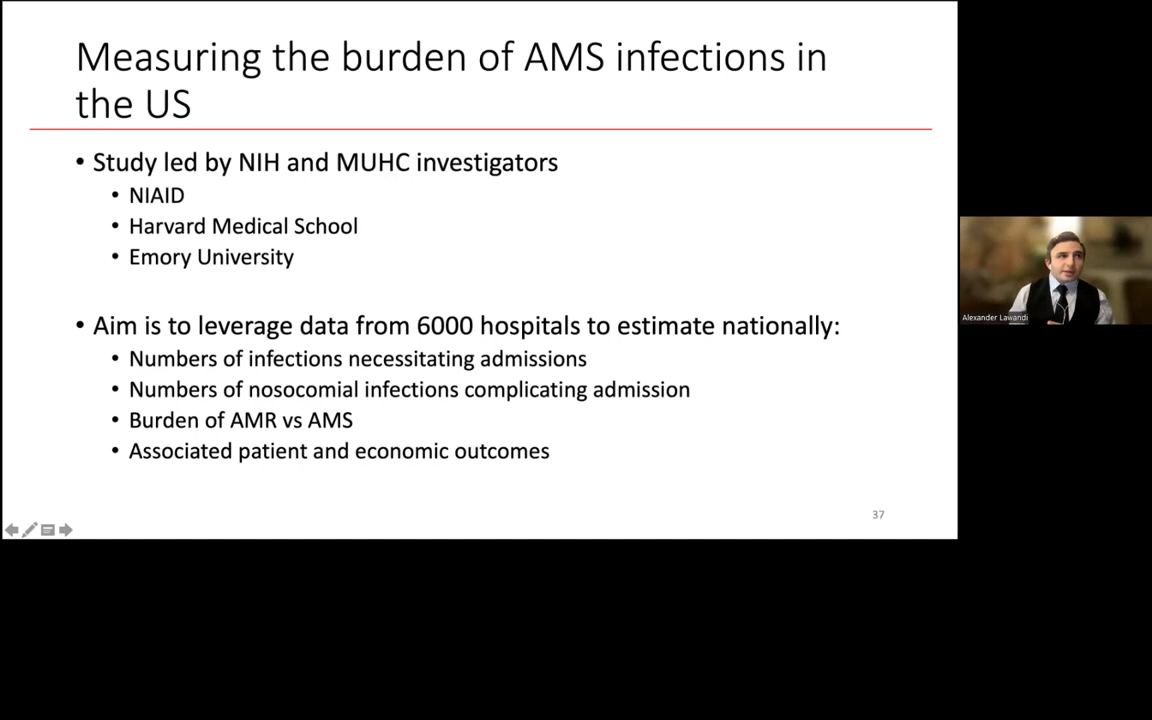 Measuring the burden of AMS infections in
the US
• Study led by NIH and MUHC investigators
• NIAID
• Harvard Medical School
• Emory University
• Aim is to leverage data from 6000 hospitals to estimate nationally:
• Numbers of infections necessitating admissions
• Numbers of nosocomial infections complicating admission
• Burden of AMR vs AMS
• Associated patient and economic outcomes
37
Alexander Lawandi